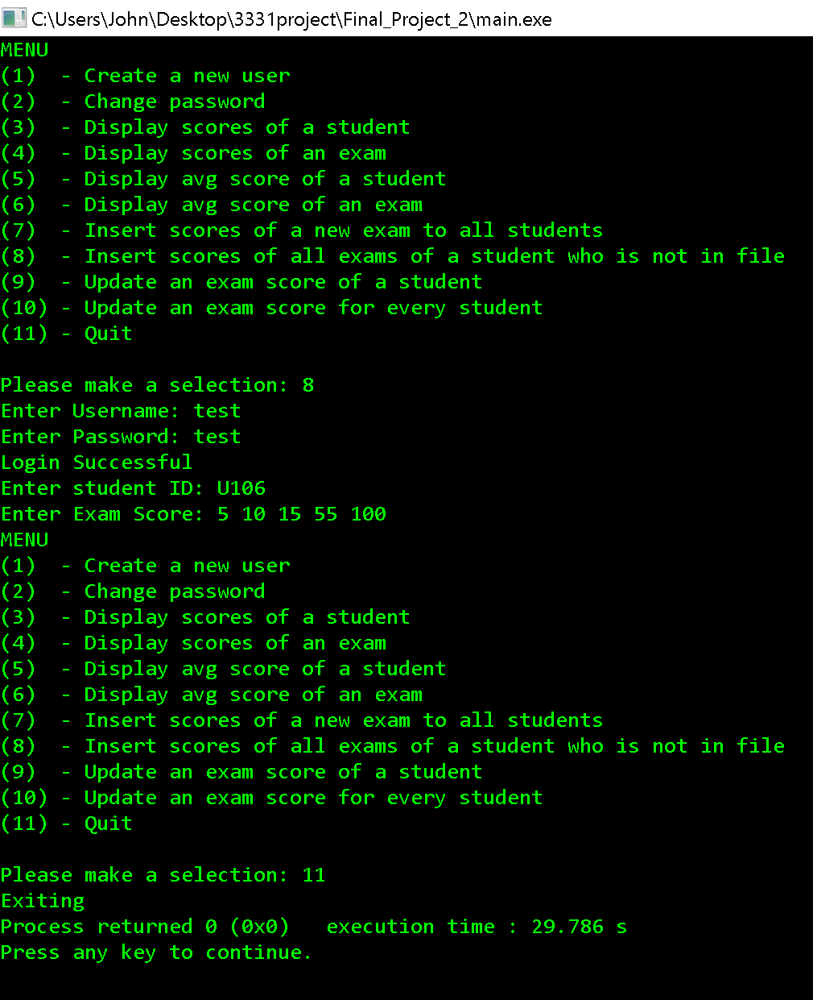 C:\Users\John\Desktop\3331project\Final_Project_2\main.exe
MENU
(1)  - Create a new user
(2)  - Change password
(3)  - Display scores of a student
(4)  - Display scores of an exam
(5)  - Display avg score of a student
(6)  - Display avg score of an exam
(7)  - Insert scores of a new exam to all students
(8)  - Insert scores of all exams of a student who is not in file
(9)  - Update an exam score of a student
(10) - Update an exam score for every student
(11) - Quit

Please make a selection: 8
Enter Username: test
Enter Password: test
Login Successful
Enter student ID: U106
Enter Exam Score: 5 10 15 55 100
MENU
(1)  - Create a new user
(2)  - Change password
(3)  - Display scores of a student
(4)  - Display scores of an exam
(5)  - Display avg score of a student
(6)  - Display avg score of an exam
(7)  - Insert scores of a new exam to all students
(8)  - Insert scores of all exams of a student who is not in file
(9)  - Update an exam score of a student
(10) - Update an exam score for every student
(11) - Quit

Please make a selection: 11
Exiting
Process returned 0 (0x0)   execution time : 29.786 s
Press any key to continue.